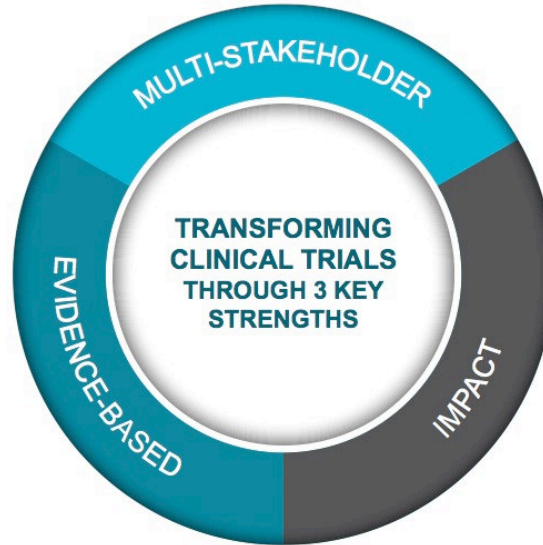 MULTI-STAKEHOLDER
TRANSFORMING
CLINICAL TRIALS
THROUGH 3 KEY
STRENGTHS
EVIDENCE-BASED
IMPACT